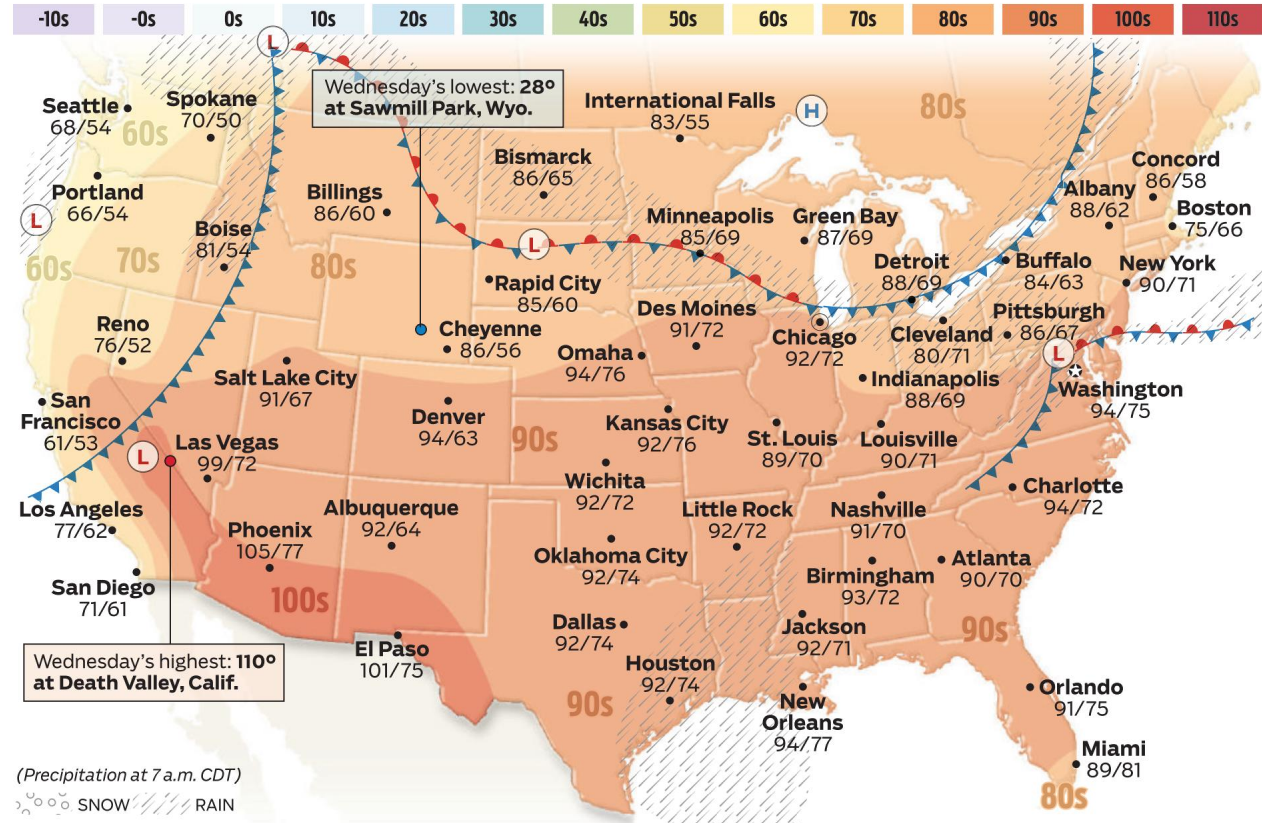 -10s -0s 0s 10s 20s 30s 40s 50s 60s 70s 80s 90s 100s 110s
L
Wednesday's lowest: 28º
at Sawmill Park, Wyo.
Seattle
68/54
60s
Spokane
70/50
International Falls
83/55
H
80s
Portland
66/54
L
Billings
86/60
Bismarck
86/65
Concord
86/58
Albany
88/62
Boston
75/66
Boise
81/54
Minneapolis
85/69
Green Bay
87/69
60s
70s
80s
L
Rapid City
85/60
Detroit
88/69
Buffalo
84/63
New York
90/71
Reno
76/52
Cheyenne
86/56
Des Moines
91/72
Chicago
92/72
Cleveland
80/71
Pittsburgh
86/67
L
Salt Lake City
91/67
Omaha
94/76
Indianapolis
88/69
Washington
94/75
San
Francisco
61/53
Denver
94/63
90s
Kansas City
92/76
St. Louis
89/70
Louisville
90/71
L
Las Vegas
99/72
Wichita
92/72
Charlotte
94/72
Los Angeles
77/62
Phoenix
105/77
Albuquerque
92/64
Oklahoma City
92/74
Little Rock
92/72
Nashville
91/70
San Diego
71/61
100s
Birmingham
93/72
Atlanta
90/70
El Paso
101/75
Dallas
92/74
Jackson
92/71
90s
Wednesday's highest: 110º
at Death Valley, Calif.
Houston
92/74
90s
New
Orleans
94/77
Orlando
91/75
Miami
89/81
80s
(Precipitation at 7 a.m. CDT)
SNOW RAIN